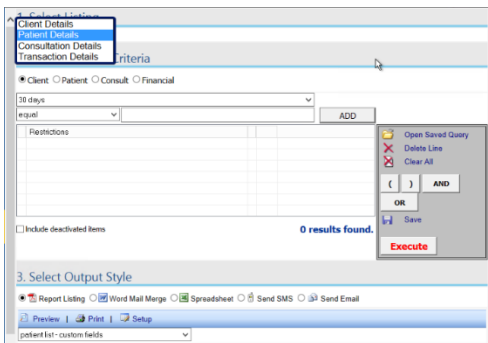 1. Select Listing
Client Details
Patient Details
Consultation Details
Transaction Details
Criteria
Client Patient Consult Financial
30 days
equal
ADD
Restrictions
Open Saved Query
Delete Line
Clear All
( ) AND
OR
Save
Execute
Include deactivated items
0 results found.
3. Select Output Style
Report Listing Word Mail Merge Spreadsheet Send SMS Send Email
Preview | Print | Setup
patient list - custom fields